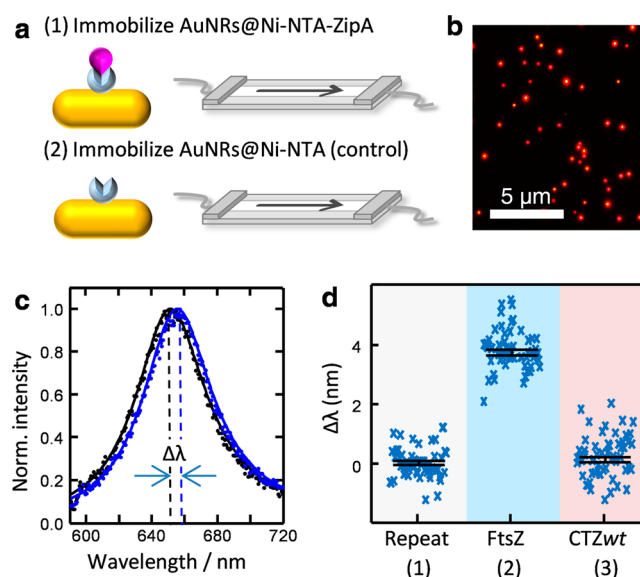 a
(1) Immobilize AuNRs@Ni-NTA-ZipA
(2) Immobilize AuNRs@Ni-NTA (control)
b
5 µm
c
Norm. intensity
1.0
0.8
0.6
0.4
0.2
0.0
Δλ
600
640
680
720
Wavelength / nm
d
Δλ (nm)
4
2
0
Repeat
FtsZ
CTZwt
(1)
(2)
(3)